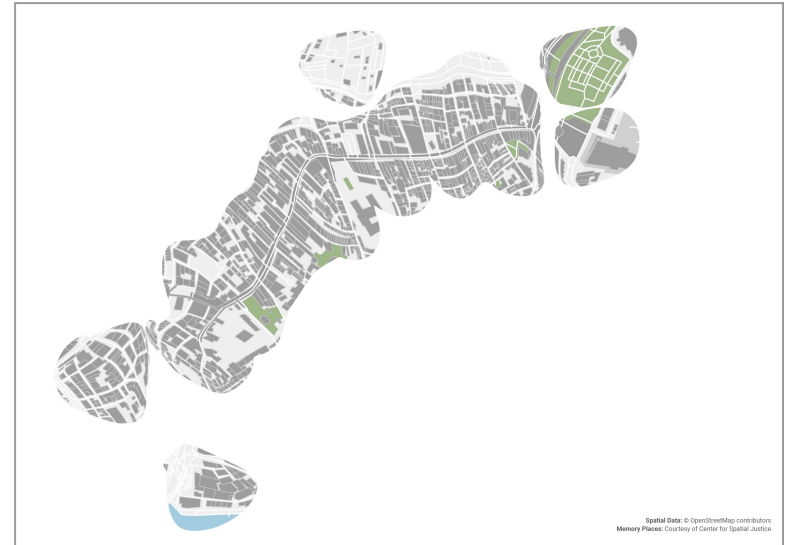 Spatial Data: © OpenStreetMap contributors
Memory Places: Courtesy of Center for Spatial Justice